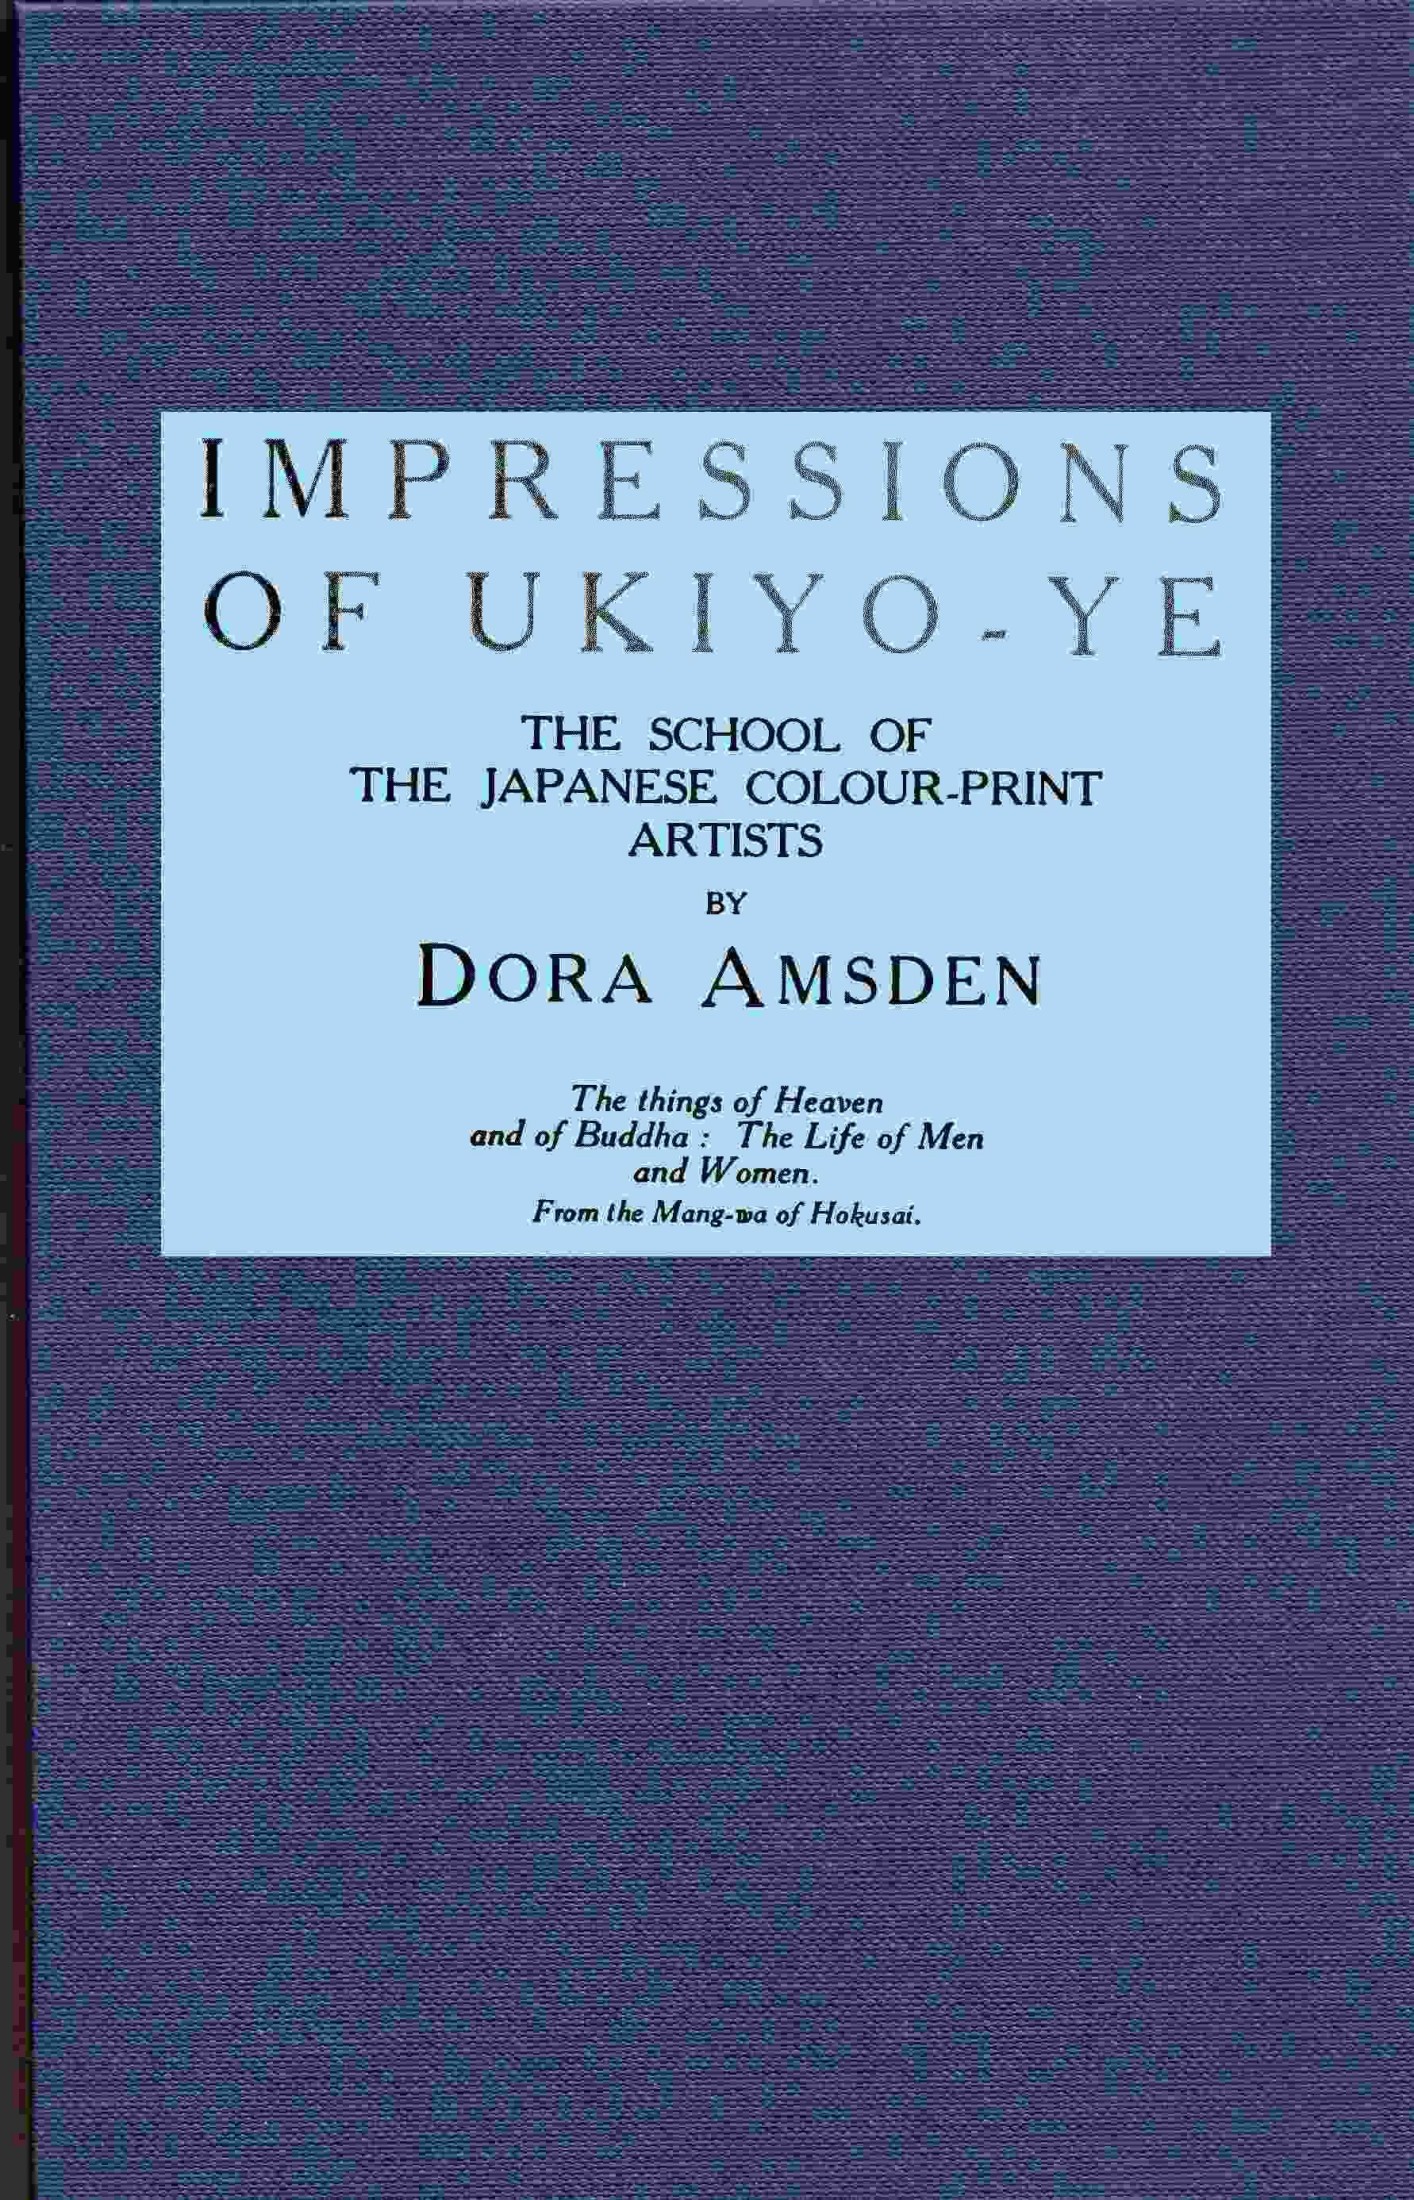 IMPRESSIONS
OF UKIYO-YE
THE SCHOOL OF
THE JAPANESE COLOUR-PRINT
ARTISTS
BY
DORA AMSDEN
The things of Heaven
and of Buddha : The Life of Men
and Women.
From the Mang-wa of Hokusai.